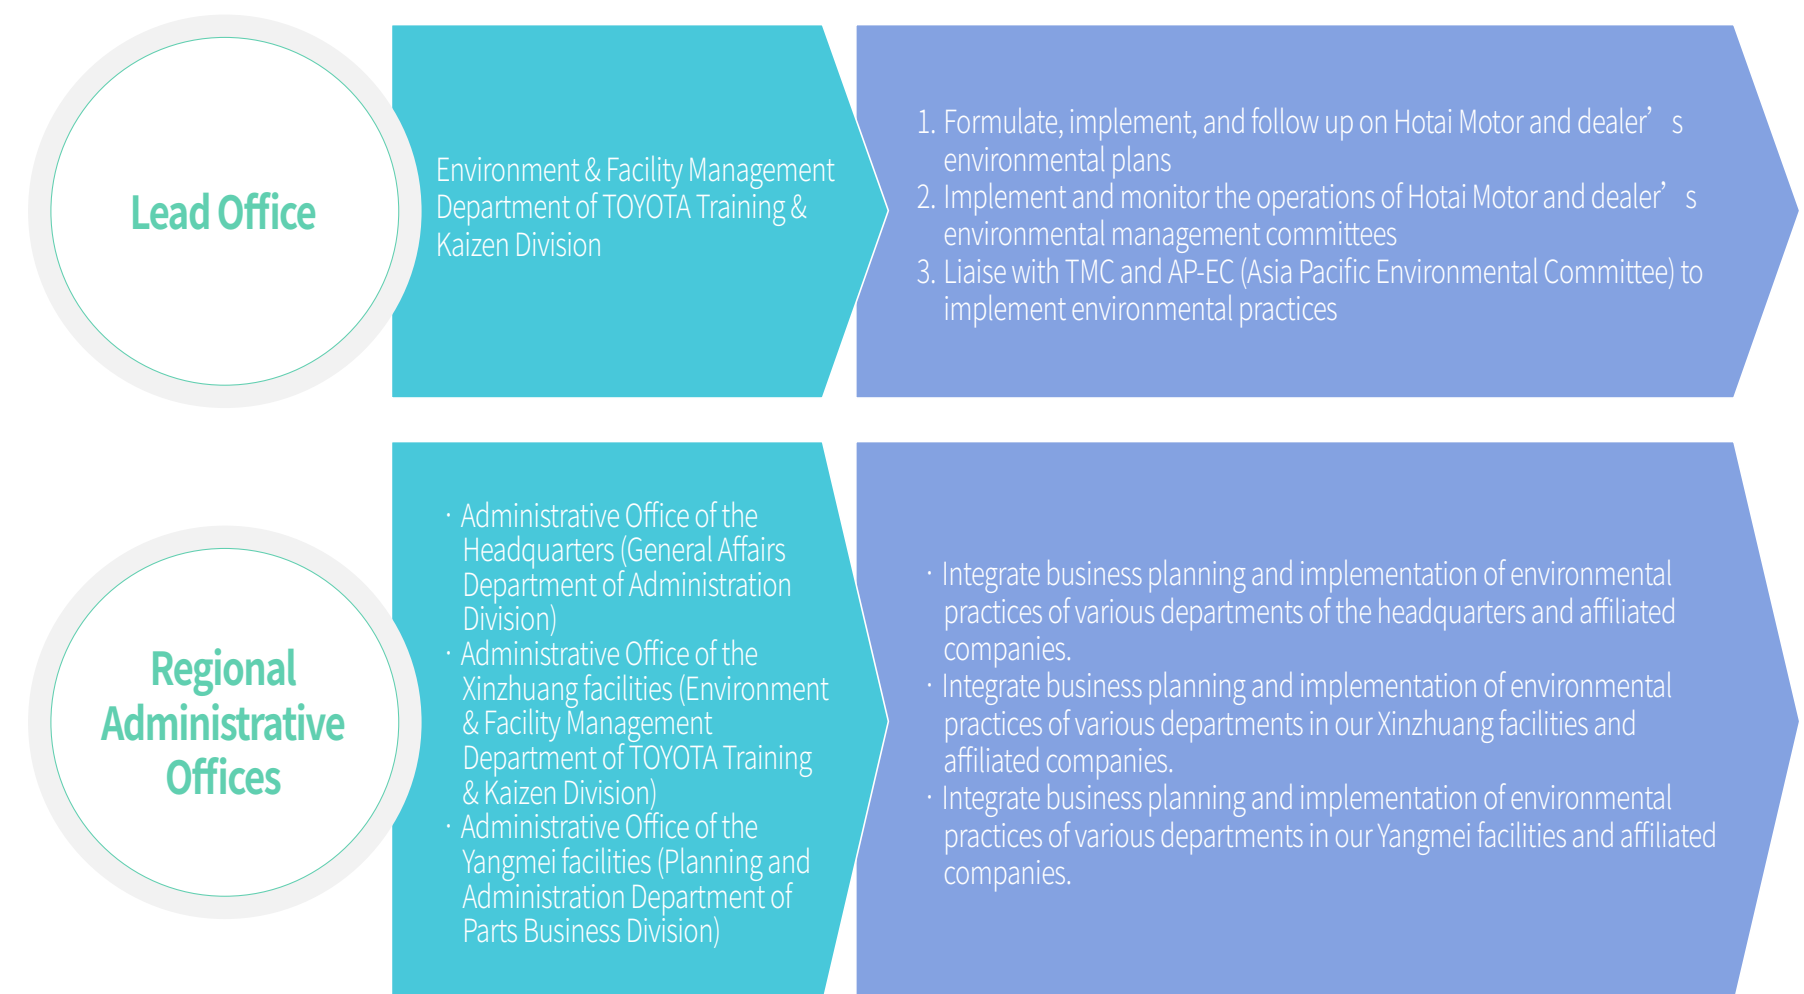 Lead Office
Environment & Facility Management
Department of TOYOTA Training &
Kaizen Division
1. Formulate, implement, and follow up on Hotai Motor and dealer’s
environmental plans
2. Implement and monitor the operations of Hotai Motor and dealer’s
environmental management committees
3. Liaise with TMC and AP-EC (Asia Pacific Environmental Committee) to
implement environmental practices
Regional
Administrative
Offices
· Administrative Office of the
Headquarters (General Affairs
Department of Administration
Division)
· Administrative Office of the
Xinzhuang facilities (Environment
& Facility Management
Department of TOYOTA Training
& Kaizen Division)
· Administrative Office of the
Yangmei facilities (Planning and
Administration Department of
Parts Business Division)
· Integrate business planning and implementation of environmental
practices of various departments of the headquarters and affiliated
companies.
· Integrate business planning and implementation of environmental
practices of various departments in our Xinzhuang facilities and
affiliated companies.
· Integrate business planning and implementation of environmental
practices of various departments in our Yangmei facilities and affiliated
companies.